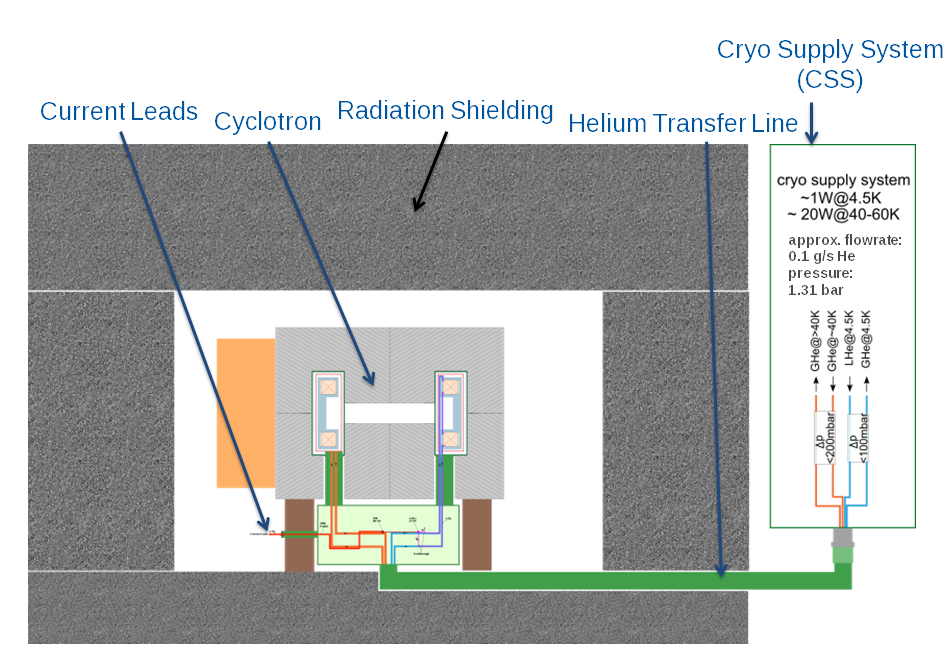 Cryo Supply System
(CSS)
Current Leads
Cyclotron
Radiation Shielding
Helium Transfer Line
cryo supply system
~1W@4.5K
~ 20W@40-60K
approx. flowrate:
0.1 g/s He
pressure:
1.31 bar
GHe@>40K
GHe@~40K
LHe@4.5K
GHe@4.5K
Δp
<200mbar
Δp
<100mbar